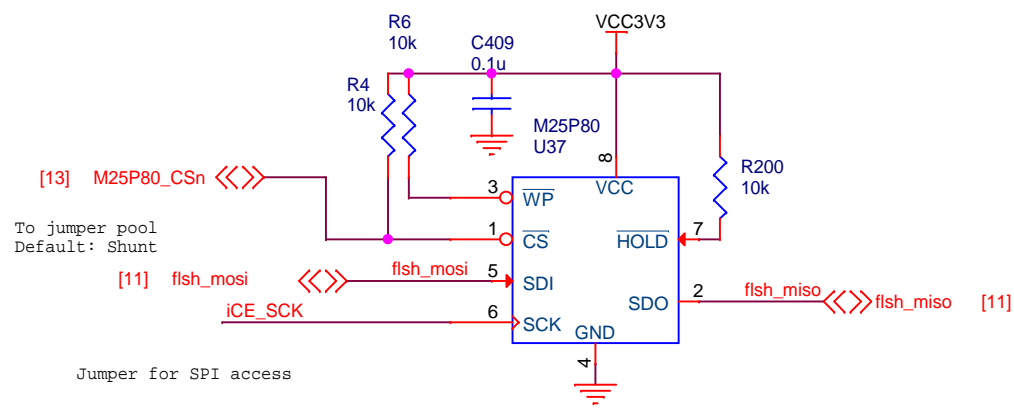 R6
10k
C409
0.1u
VCC3V3
R4
10k
M25P80
U37
8
VCC
R200
10k
[13] M25P80_CSn
3
WP
To jumper pool
Default: Shunt
1
CS
HOLD
7
[11] flsh_mosi
flsh_mosi
5
SDI
SDO
2
flsh_miso
flsh_miso [11]
iCE_SCK
6
SCK
GND
4
Jumper for SPI access